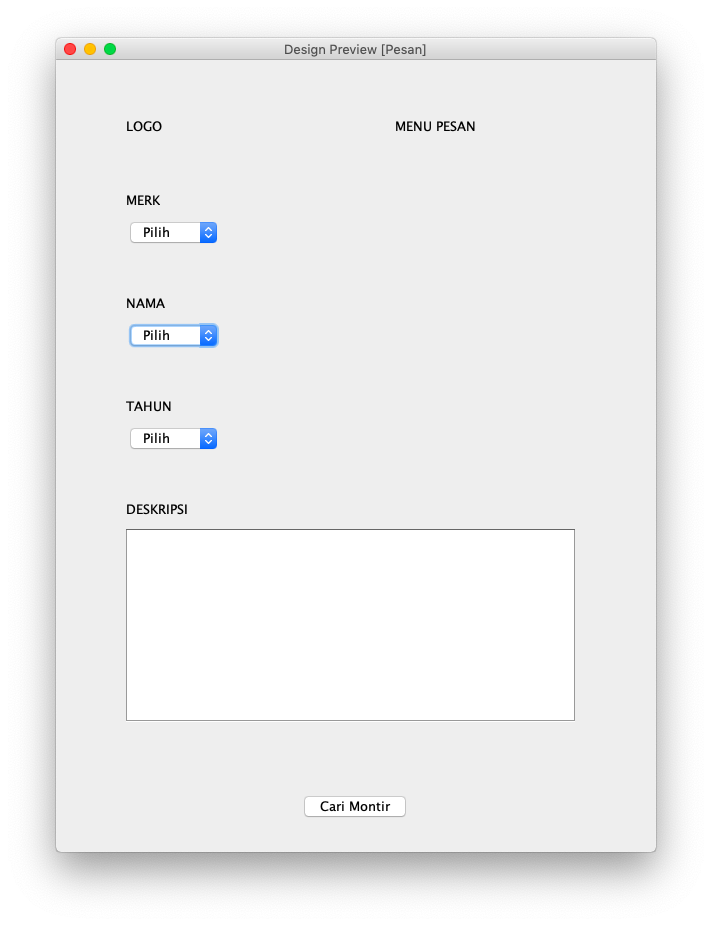 Design Preview [Pesan]
LOGO
MENU PESAN
MERK
Pilih
NAMA
Pilih
TAHUN
Pilih
DESKRIPSI
Cari Montir